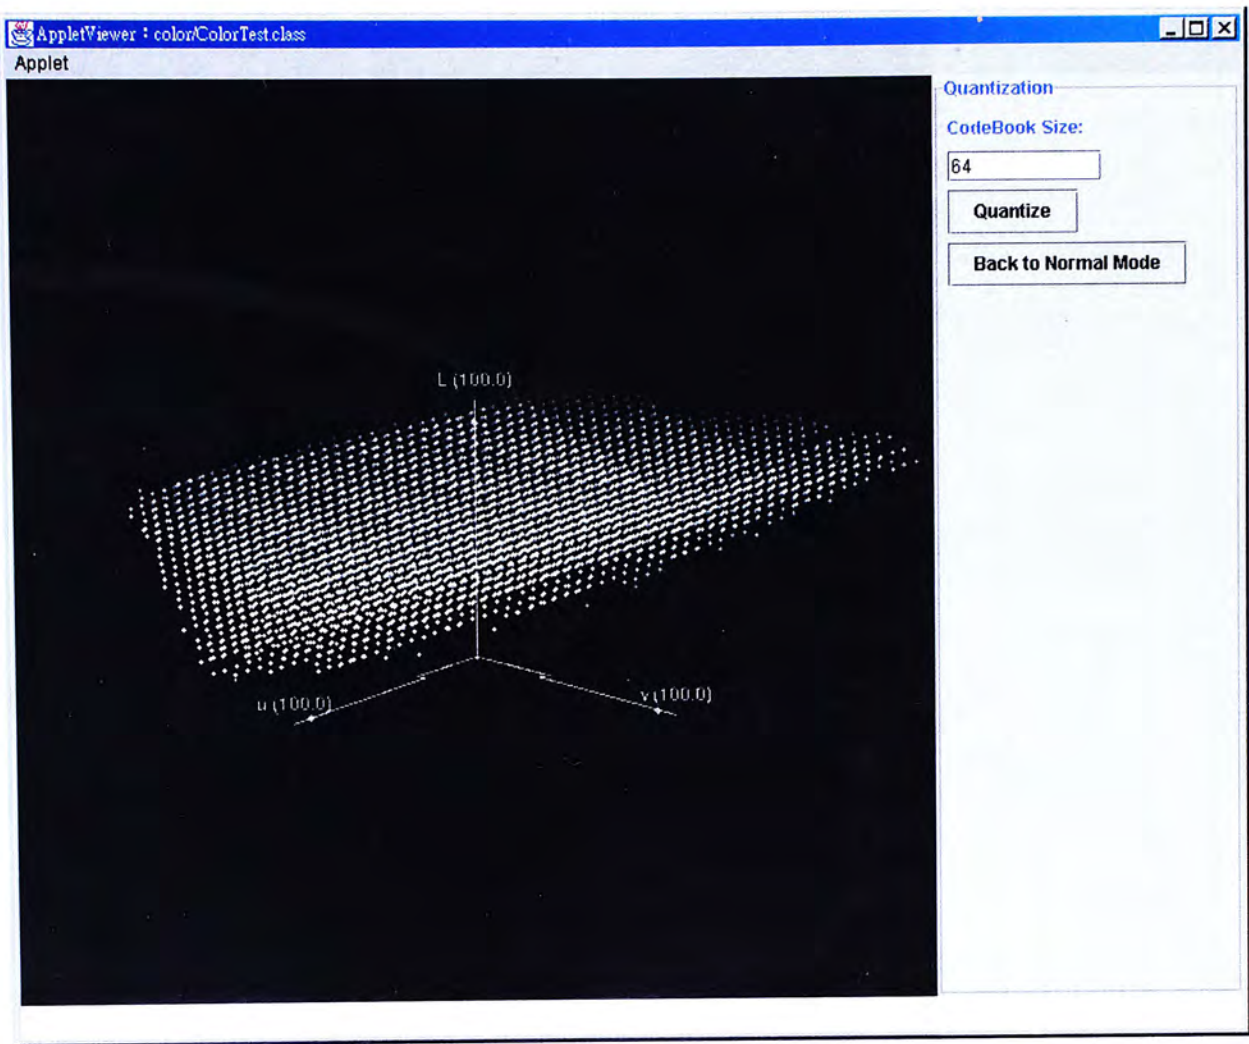 AppletViewer : color/ColorTest.class
Applet
Quantization
CodeBook Size:
64
Quantize
Back to Normal Mode
L (100.0)
u (100.0)
v (100.0)